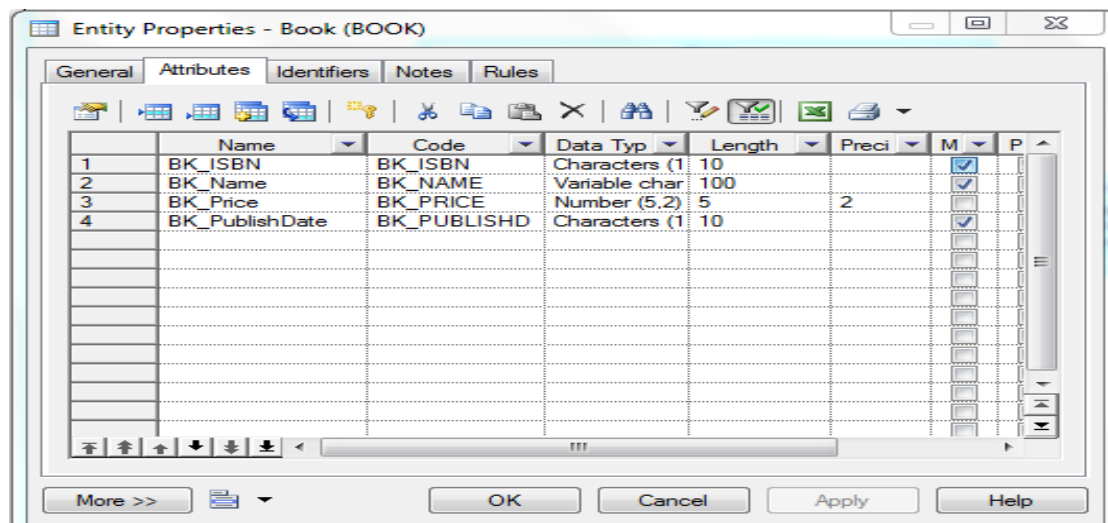 Entity Properties - Book (BOOK)
General Attributes Identifiers Notes Rules
Name Code Data Typ Length Preci M P
1 BK_ISBN BK_ISBN Characters (1 10
2 BK_Name BK_NAME Variable char 100
3 BK_Price BK_PRICE Number (5,2) 5 2
4 BK_PublishDate BK_PUBLISHD Characters (1 10
More >> OK Cancel Apply Help